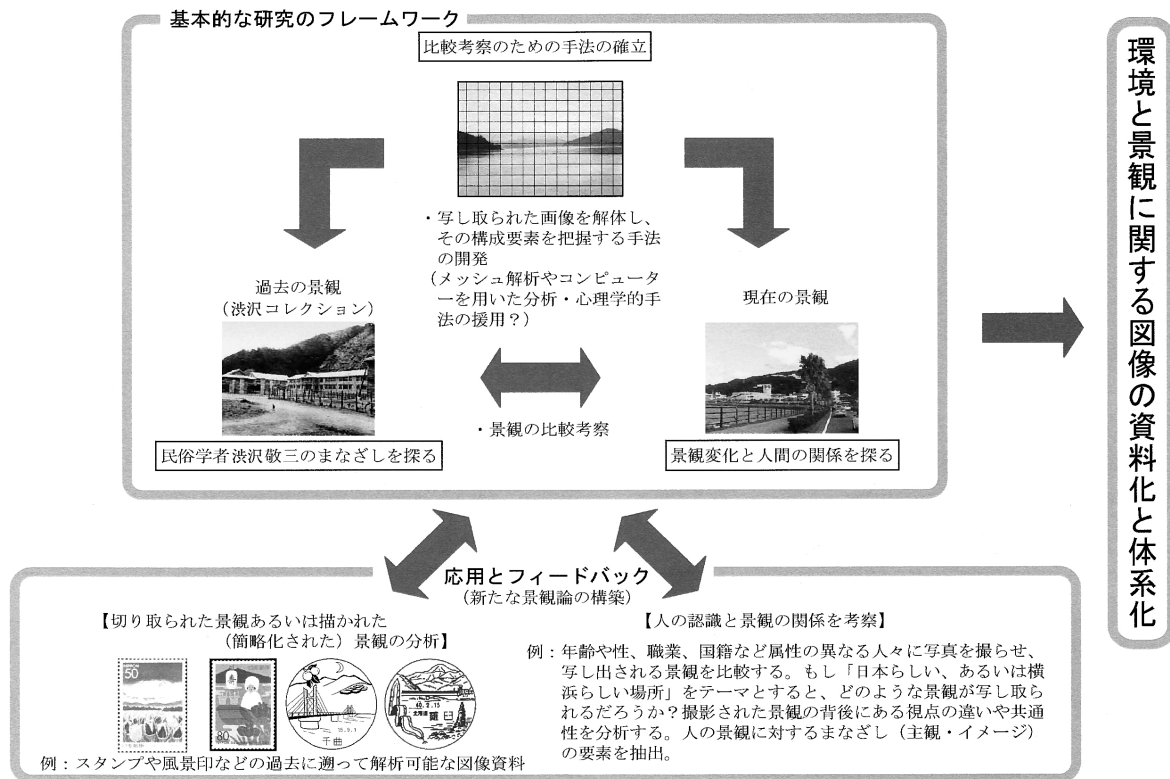 基本的な研究のフレームワーク
比較考察のための手法の確立
・写し取られた画像を解体し、
その構成要素を把握する手法
の開発
（メッシュ解析やコンピュータ
ーを用いた分析・心理学的手
法の援用？）
過去の景観
（渋沢コレクション）
現在の景観
・景観の比較考察
民俗学者渋沢敬三のまなざしを探る
景観変化と人間の関係を探る
環境と景観に関する図像の資料化と体系化
応用とフィードバック
（新たな景観論の構築）
【切り取られた景観あるいは描かれた
（簡略化された）景観の分析】
NIPPON
50
80
15.9.1
千曲
北海道
羅臼
例：スタンプや風景印などの過去に遡って解析可能な図像資料
【人の認識と景観の関係を考察】
例：年齢や性、職業、国籍など属性の異なる人々に写真を撮らせ、
写し出される景観を比較する。もし「日本らしい、あるいは横
浜らしい場所」をテーマとすると、どのような景観が写し取ら
れるだろうか？撮影された景観の背後にある視点の違いや共通
性を分析する。人の景観に対するまなざし（主観・イメージ）
の要素を抽出。